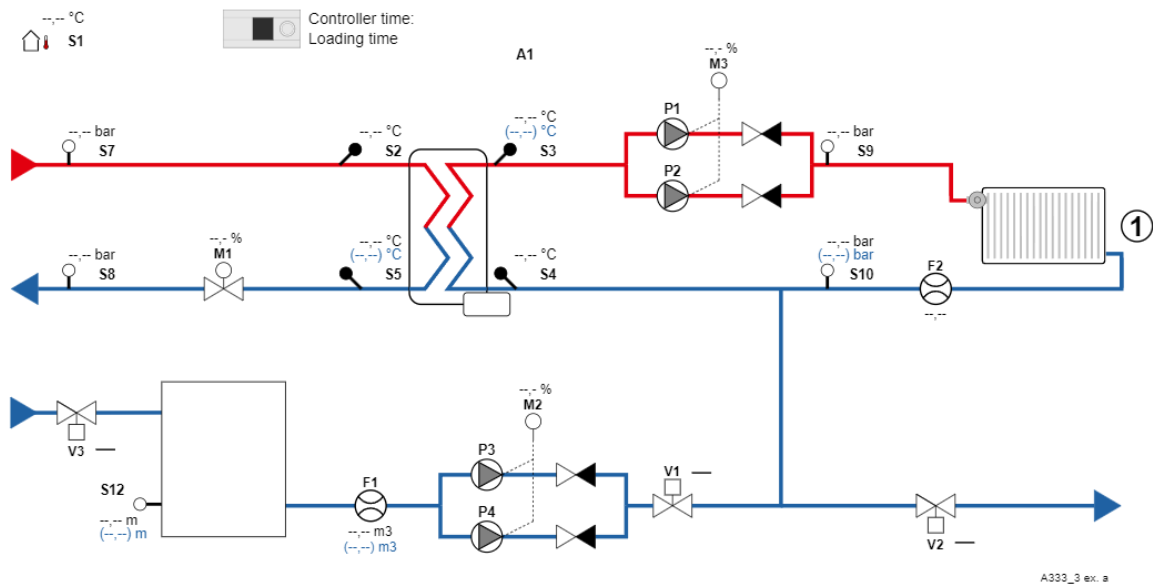 --,-- °C
S1
Controller time:
Loading time
A1
--,- %
M3
--,-- bar
S7
--,-- °C
S2
--,-- °C
(--,--) °C
S3
P1
P2
--,-- bar
S9
1
--,-- bar
S8
--,- %
M1
--,-- °C
(--,--) °C
S5
--,-- °C
S4
--,-- bar
(--,--) bar
S10
F2
--,--
V3 —
S12
--,-- m
(--,--) m
F1
--,-- m3
(--,--) m3
--,- %
M2
P3
P4
V1 —
V2 —
A333_3 ex. a